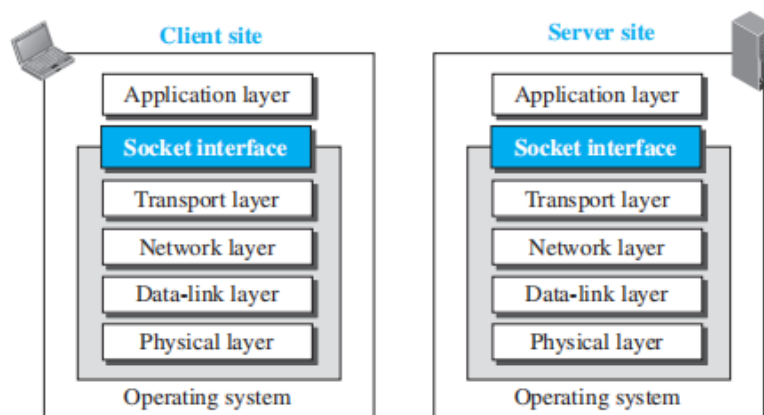 Client site
Application layer
Socket interface
Transport layer
Network layer
Data-link layer
Physical layer
Operating system
Server site
Application layer
Socket interface
Transport layer
Network layer
Data-link layer
Physical layer
Operating system